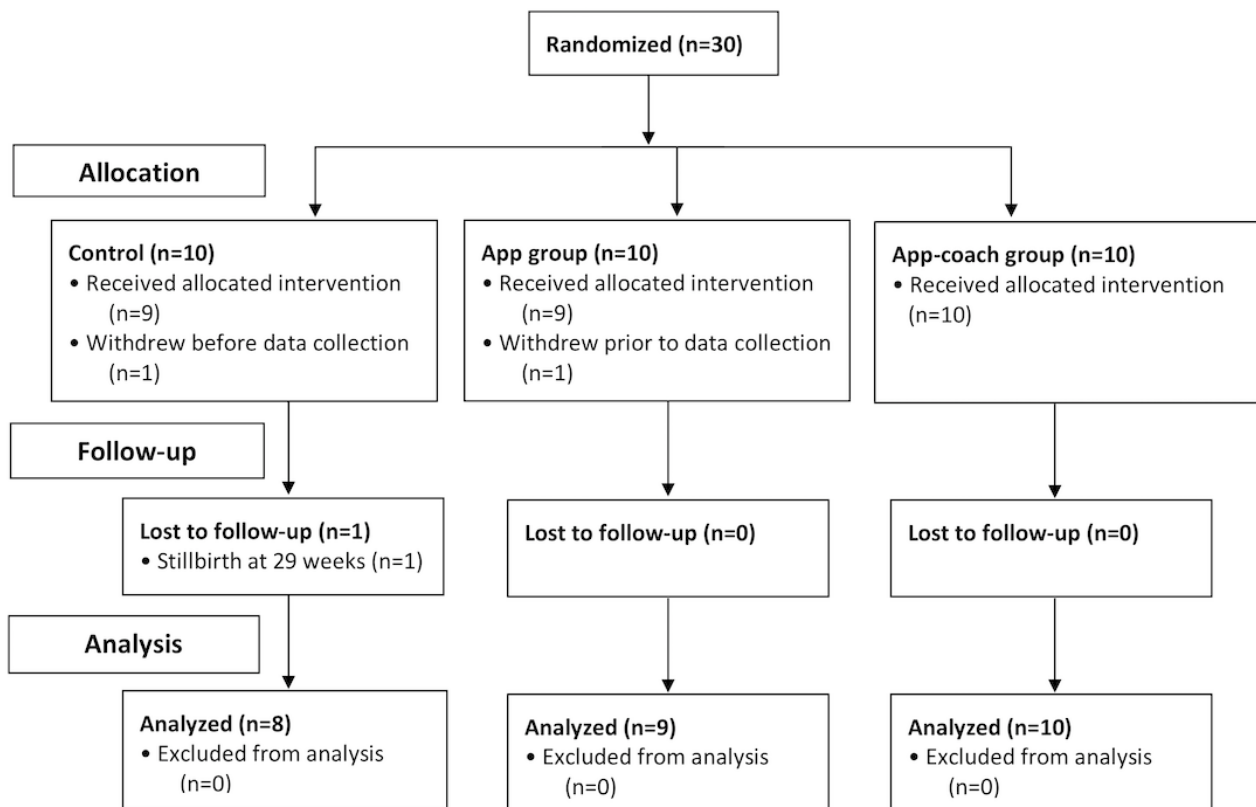 Randomized (n=30)
Allocation
Control (n=10)
• Received allocated intervention
(n=9)
• Withdrew before data collection
(n=1)
App group (n=10)
• Received allocated intervention
(n=9)
• Withdrew prior to data collection
(n=1)
App-coach group (n=10)
• Received allocated intervention
(n=10)
Follow-up
Lost to follow-up (n=1)
• Stillbirth at 29 weeks (n=1)
Lost to follow-up (n=0)
Lost to follow-up (n=0)
Analysis
Analyzed (n=8)
• Excluded from analysis
(n=0)
Analyzed (n=9)
• Excluded from analysis
(n=0)
Analyzed (n=10)
• Excluded from analysis
(n=0)